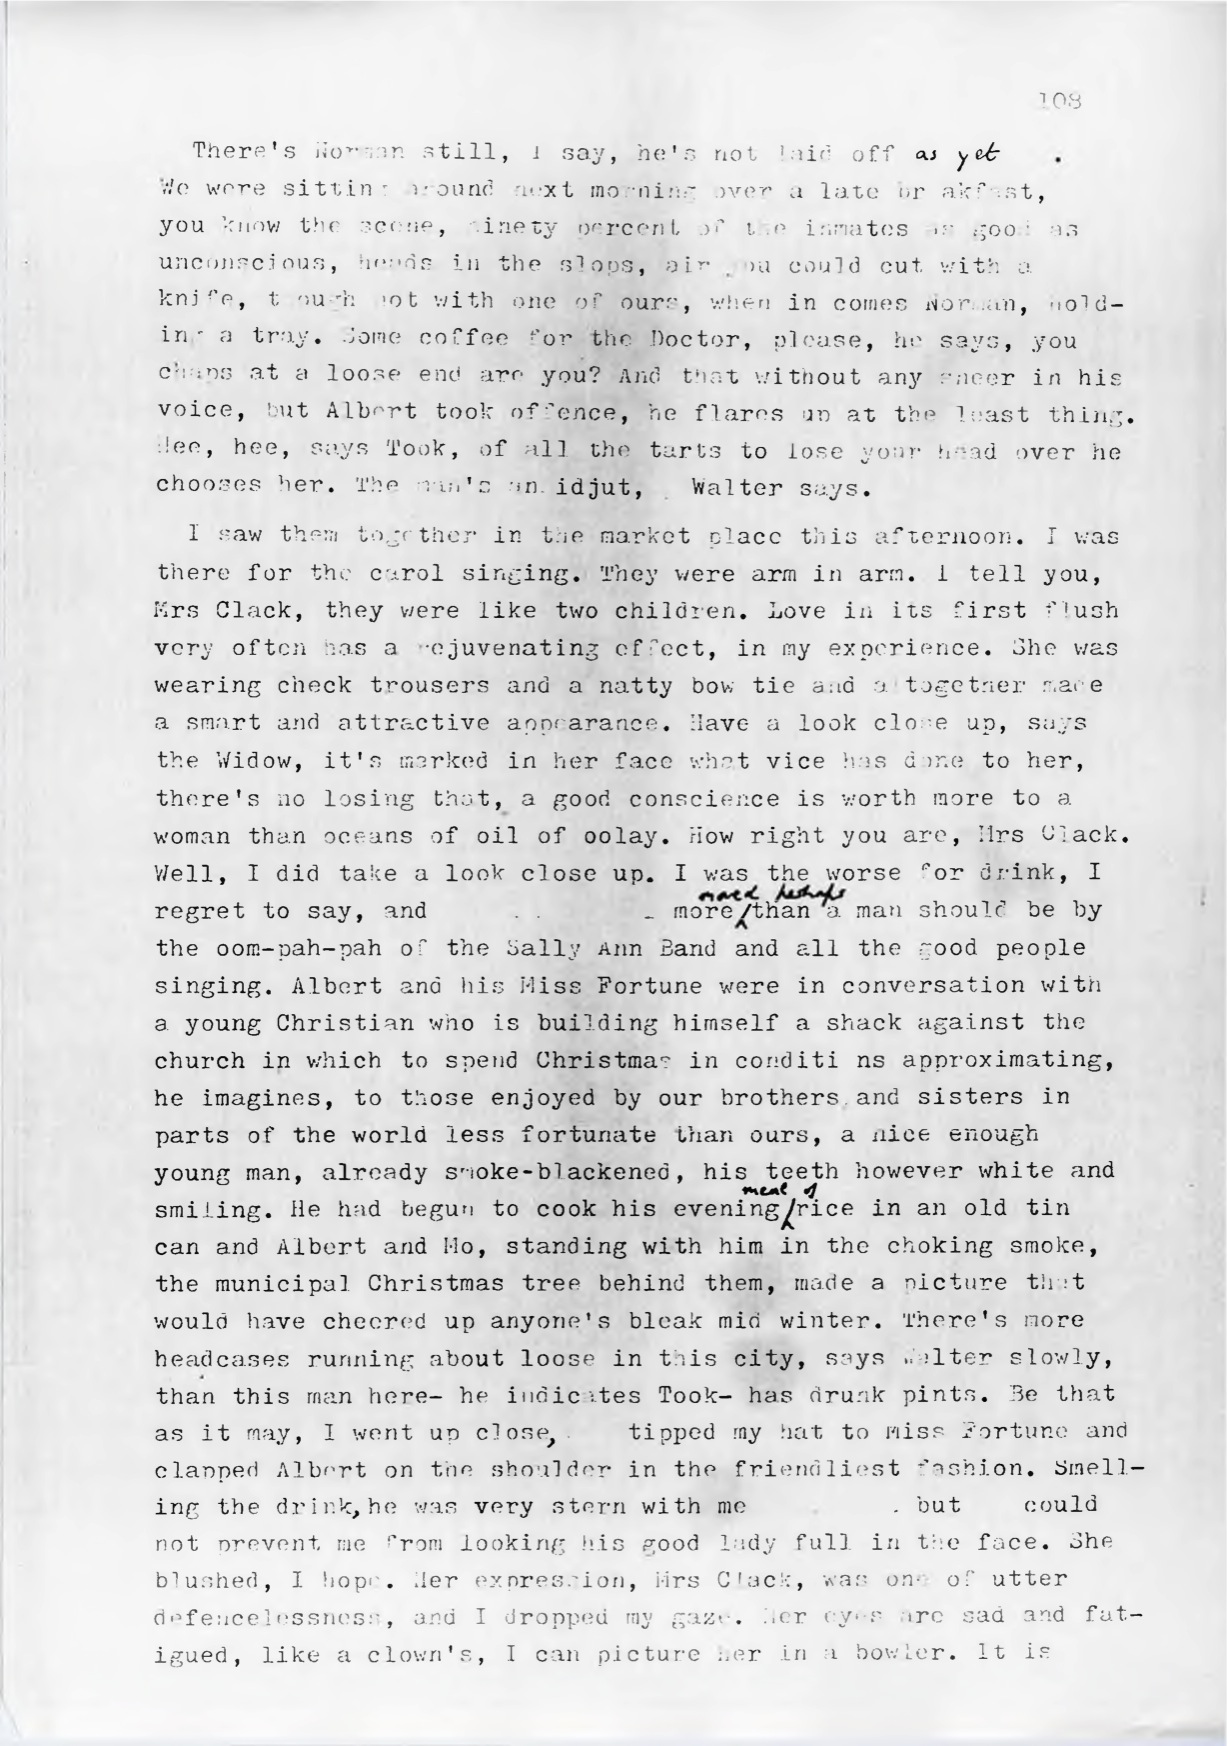 108
There's Norman still, I say, he's not laid off as yet .
We were sitting around next morning over a late br akfast,
you know the scene, ninety percent of the inmates as good as
unconscious, heads in the slops, air you could cut with a
knife, though not with one of ours, when in comes Norman, hold-
ing a tray. Some coffee for the Doctor, please, he says, you
chaps at a loose end are you? And that without any sneer in his
voice, but Albert took offence, he flares up at the least thing.
Hee, hee, says Took, of all the tarts to lose your head over he
chooses her. The man's an idjut, Walter says.
I saw them together in the market place this afternoon. I was
there for the carol singing. They were arm in arm. I tell you,
Mrs Clack, they were like two children. Love in its first flush
very often has a rejuvenating effect, in my experience. She was
wearing check trousers and a natty bow tie and a together made
a smart and attractive appearance. Have a look close up, says
the Widow, it's marked in her face what vice has done to her,
there's no losing that, a good conscience is worth more to a
woman than oceans of oil of oolay. How right you are, Mrs Clack.
Well, I did take a look close up. I was the worse for drink, I
moved perhaps
regret to say, and more/than a man should be by
the oom-pah-pah of the Sally Ann Band and all the good people
singing. Albert and his Miss Fortune were in conversation with
a young Christian who is building himself a shack against the
church in which to spend Christmas in conditi ns approximating,
he imagines, to those enjoyed by our brothers and sisters in
parts of the world less fortunate than ours, a nice enough
young man, already smoke-blackened, his teeth however white and
meal of
smiling. He had begun to cook his evening/rice in an old tin
can and Albert and Mo, standing with him in the choking smoke,
the municipal Christmas tree behind them, made a picture that
would have cheered up anyone's bleak mid winter. There's more
headcases running about loose in this city, says Walter slowly,
than this man here- he indicates Took- has drunk pints. Be that
as it may, I went up close, tipped my hat to Miss Fortune and
clapped Albert on the shoulder in the friendliest fashion. Smell-
ing the drink, he was very stern with me but could
not prevent me from looking his good lady full in the face. She
blushed, I hope. Her expression, Mrs Clack, was one of utter
defencelessness, and I dropped my gaze. Her eyes are sad and fat-
igued, like a clown's, I can picture her in a bowler. It is